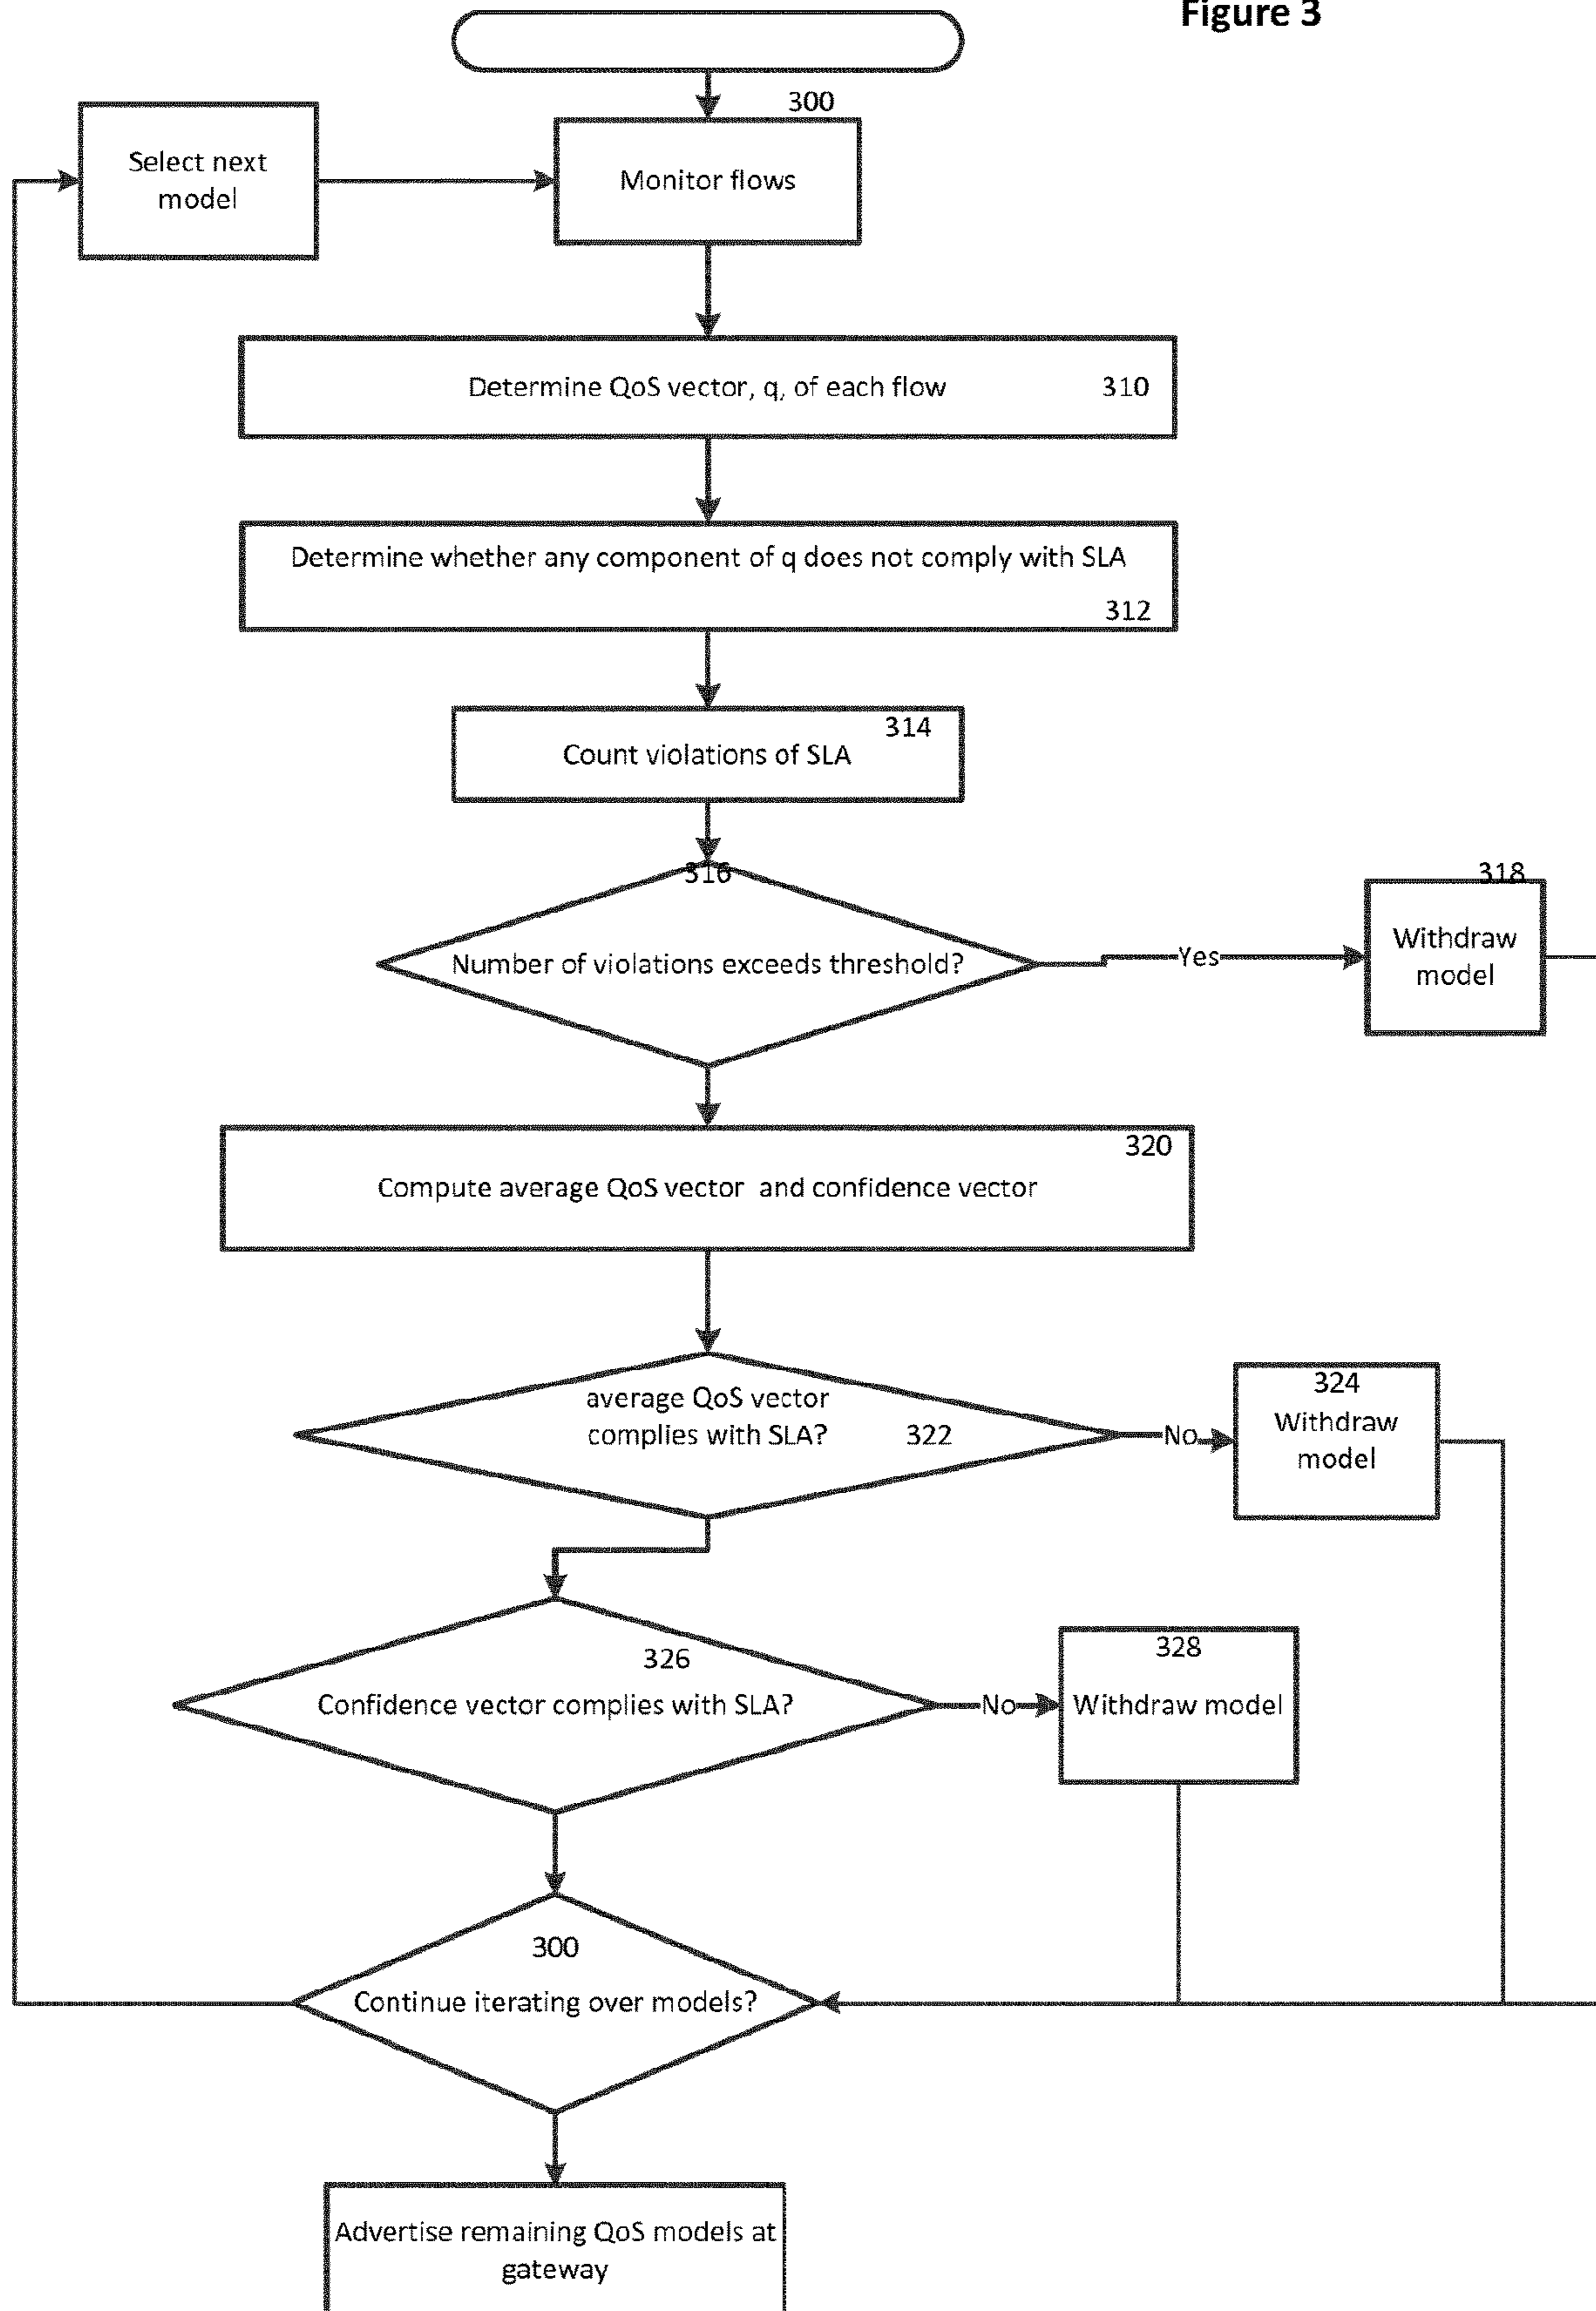 Figure 3
300
Select next
model
Monitor flows
Determine QoS vector, q, of each flow 310
Determine whether any component of q does not comply with SLA
312
314
Count violations of SLA
316
318
Number of violations exceeds threshold?
Yes
Withdraw
model
320
Compute average QoS vector and confidence vector
average QoS vector
complies with SLA? 322
No
324
Withdraw
model
326
Confidence vector complies with SLA?
No
328
Withdraw model
300
Continue iterating over models?
Advertise remaining QoS models at
gateway